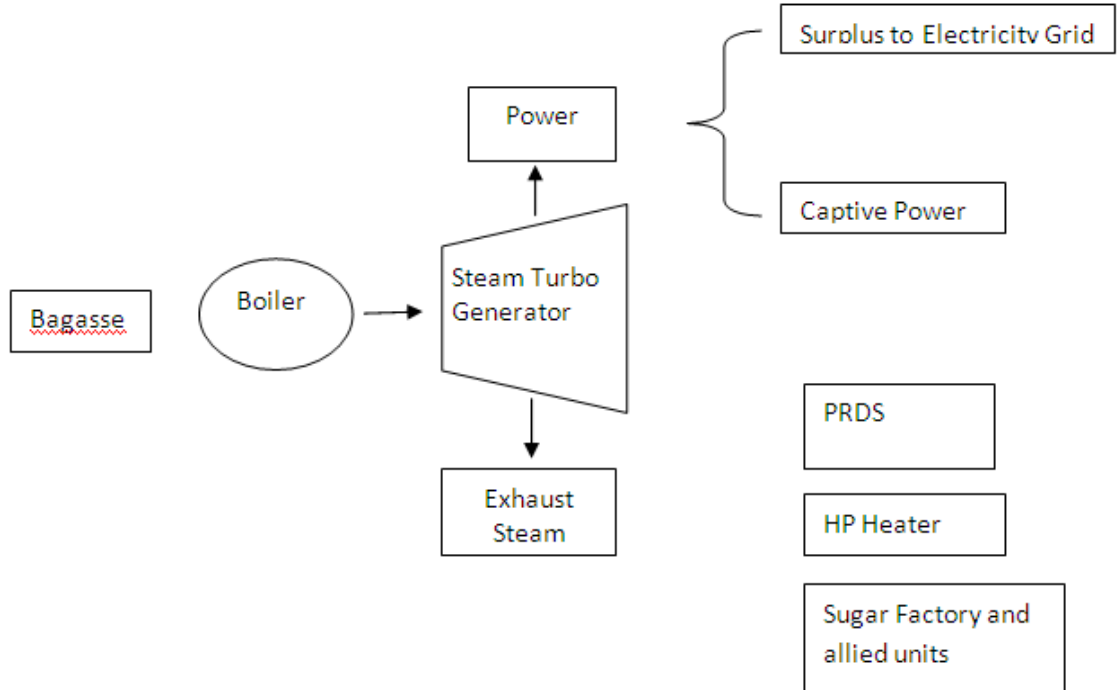 Surplus to Electricity Grid
Power
Captive Power
Steam Turbo
Generator
Boiler
Bagasse
PRDS
Exhaust
Steam
HP Heater
Sugar Factory and
allied units